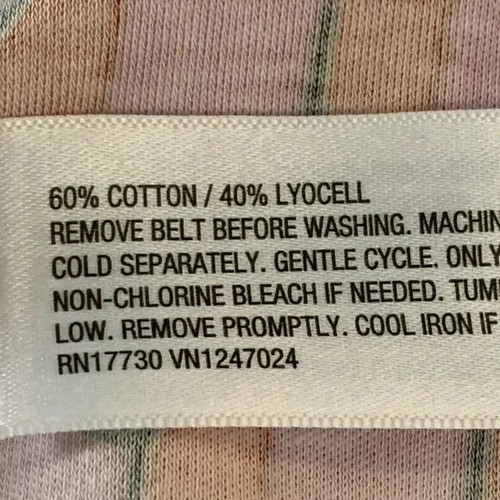 60% COTTON / 40% LYOCELL
REMOVE BELT BEFORE WASHING. MACHIN
COLD SEPARATELY. GENTLE CYCLE. ONLY
NON-CHLORINE BLEACH IF NEEDED. TUM
LOW. REMOVE PROMPTLY. COOL IRON IF
RN17730 VN1247024